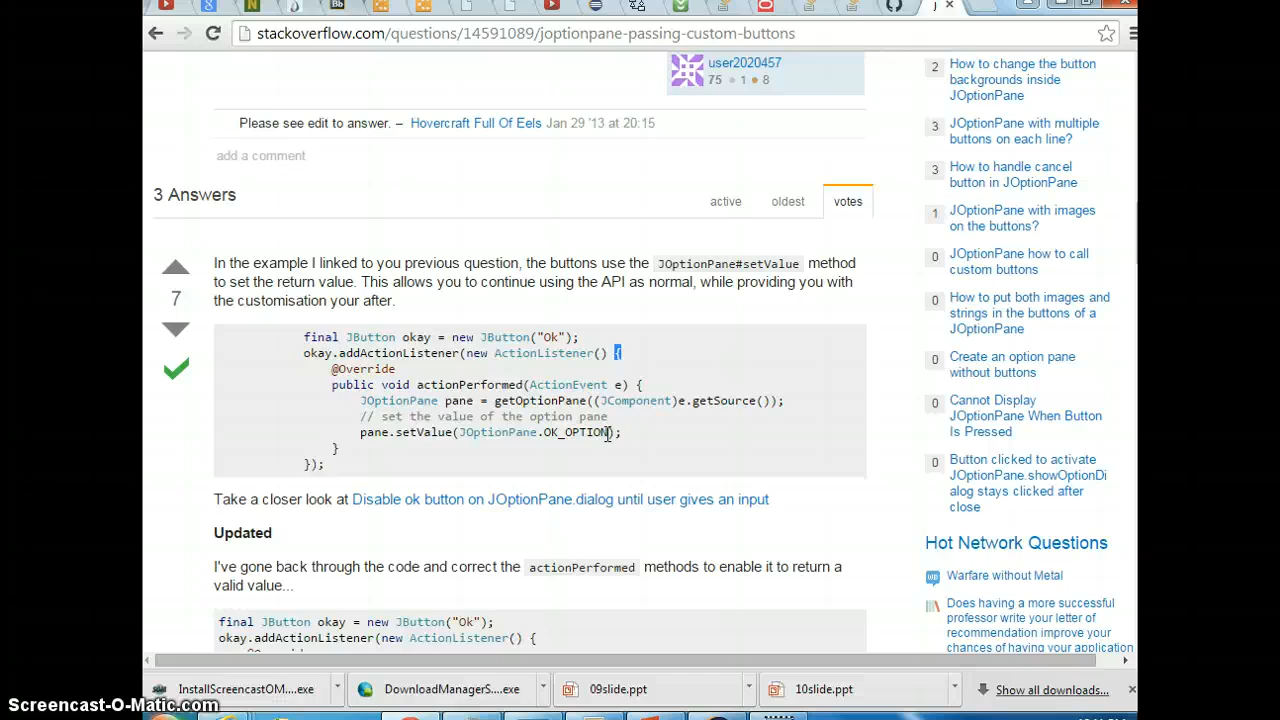 stackoverflow.com/questions/14591089/joptionpane-passing-custom-buttons
user2020457
75 1 8
Please see edit to answer. – Hovercraft Full Of Eels Jan 29 '13 at 20:15
add a comment
3 Answers
active oldest votes
7
In the example I linked to you previous question, the buttons use the JOptionPane#setValue method
to set the return value. This allows you to continue using the API as normal, while providing you with
the customisation your after.
final JButton okay = new JButton("Ok");
okay.addActionListener(new ActionListener() {
@Override
public void actionPerformed(ActionEvent e) {
JOptionPane pane = getOptionPane((JComponent)e.getSource());
// set the value of the option pane
pane.setValue(JOptionPane.OK_OPTION);
}
});
Take a closer look at Disable ok button on JOptionPane.dialog until user gives an input
Updated
I've gone back through the code and correct the actionPerformed methods to enable it to return a
valid value...
final JButton okay = new JButton("Ok");
okay.addActionListener(new ActionListener() {
2 How to change the button
backgrounds inside
JOptionPane
3 JOptionPane with multiple
buttons on each line?
3 How to handle cancel
button in JOptionPane
1 JOptionPane with images
on the buttons?
0 JOptionPane how to call
custom buttons
0 How to put both images and
strings in the buttons of a
JOptionPane
0 Create an option pane
without buttons
0 Cannot Display
JOptionPane When Button
Is Pressed
0 Button clicked to activate
JOptionPane.showOptionDi
alog stays clicked after
close
Hot Network Questions
Warfare without Metal
Does having a more successful
professor write your letter of
recommendation improve your
chances of having your application
InstallScreencastOM....exe
DownloadManagerS....exe
09slide.ppt
10slide.ppt
Show all downloads...
Screencast-O-Matic.com